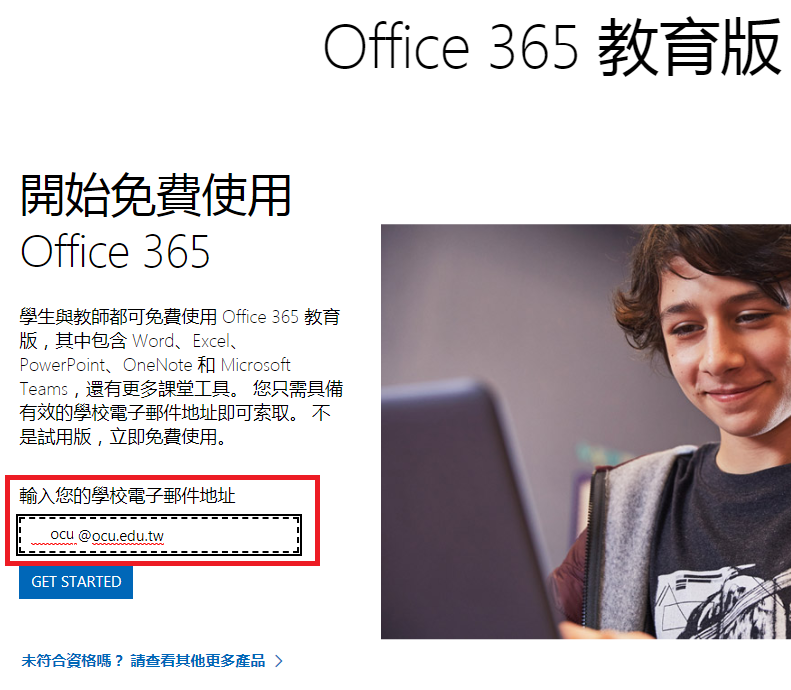 Office 365 教育版
開始免費使用
Office 365
學生與教師都可免費使用 Office 365 教育
版，其中包含 Word、Excel、
PowerPoint、OneNote 和 Microsoft
Teams，還有更多課堂工具。 您只需具備
有效的學校電子郵件地址即可索取。 不
是試用版，立即免費使用。
輸入您的學校電子郵件地址
ocu @ocu.edu.tw
GET STARTED
未符合資格嗎？ 請查看其他更多產品